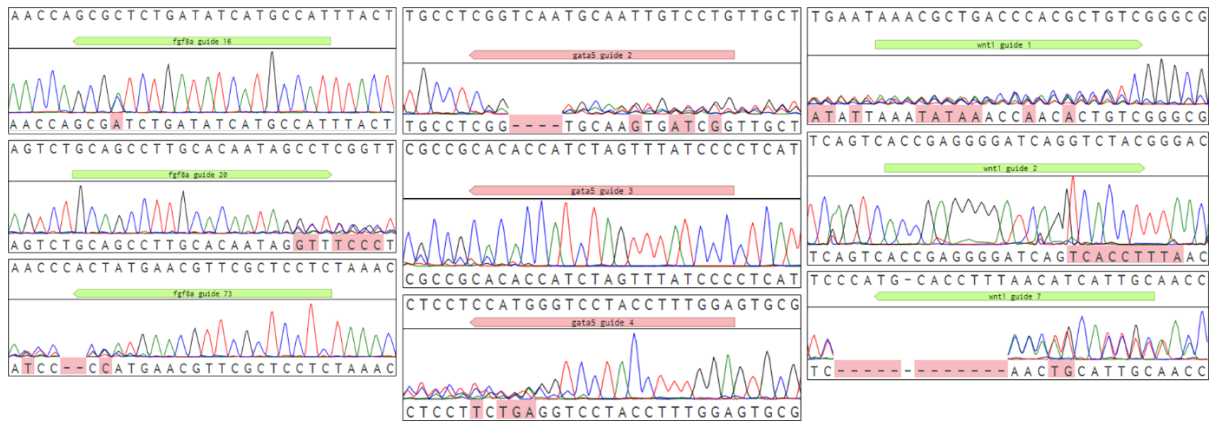 AACCAGCGCTCTGATATCATGCCATTTACT
fgf8a guide 16
AACCAGCGATCTGATATCATGCCATTTACT
AGTCTGCAGCCTTGCACAATAGCCTCGGTT
fgf8a guide 20
AGTCTGCAGCCTTGCACAATAGGTTTCCCT
AACCCACTATGAACGTTCGCTCCTCTAAAC
fgf8a guide 73
ATCC--CCATGAACGTTCGCTCCTCTAAAC
TGCCTCGGTCAATGCAATTGTCCTGTTGCT
gata5 guide 2
TGCCTCGG----TGCAAGTGATCGGTTGCT
CGCCGCACACCATCTAGTTTATCCCCTCAT
gata5 guide 3
CGCCGCACACCATCTAGTTTATCCCCTCAT
CTCCTCCATGGGTCCTACCTTTGGAGTGCG
gata5 guide 4
CTCCTTCTGAGGTCCTACCTTTGGAGTGCG
TGAATAAACGCTGACCCACGCTGTCGGGCG
wnt1 guide 1
ATATTAAATATAAACCAACACTGTCGGGCG
TCAGTCACCGAGGGGATCAGGTCTACGGGAC
wnt1 guide 2
TCAGTCACCGAGGGGATCAGTCACCTTTAAC
TCCCATG-CACCTTTAACATCATTGCAACC
wnt1 guide 7
TC-------------AACTGCATTGCAACC